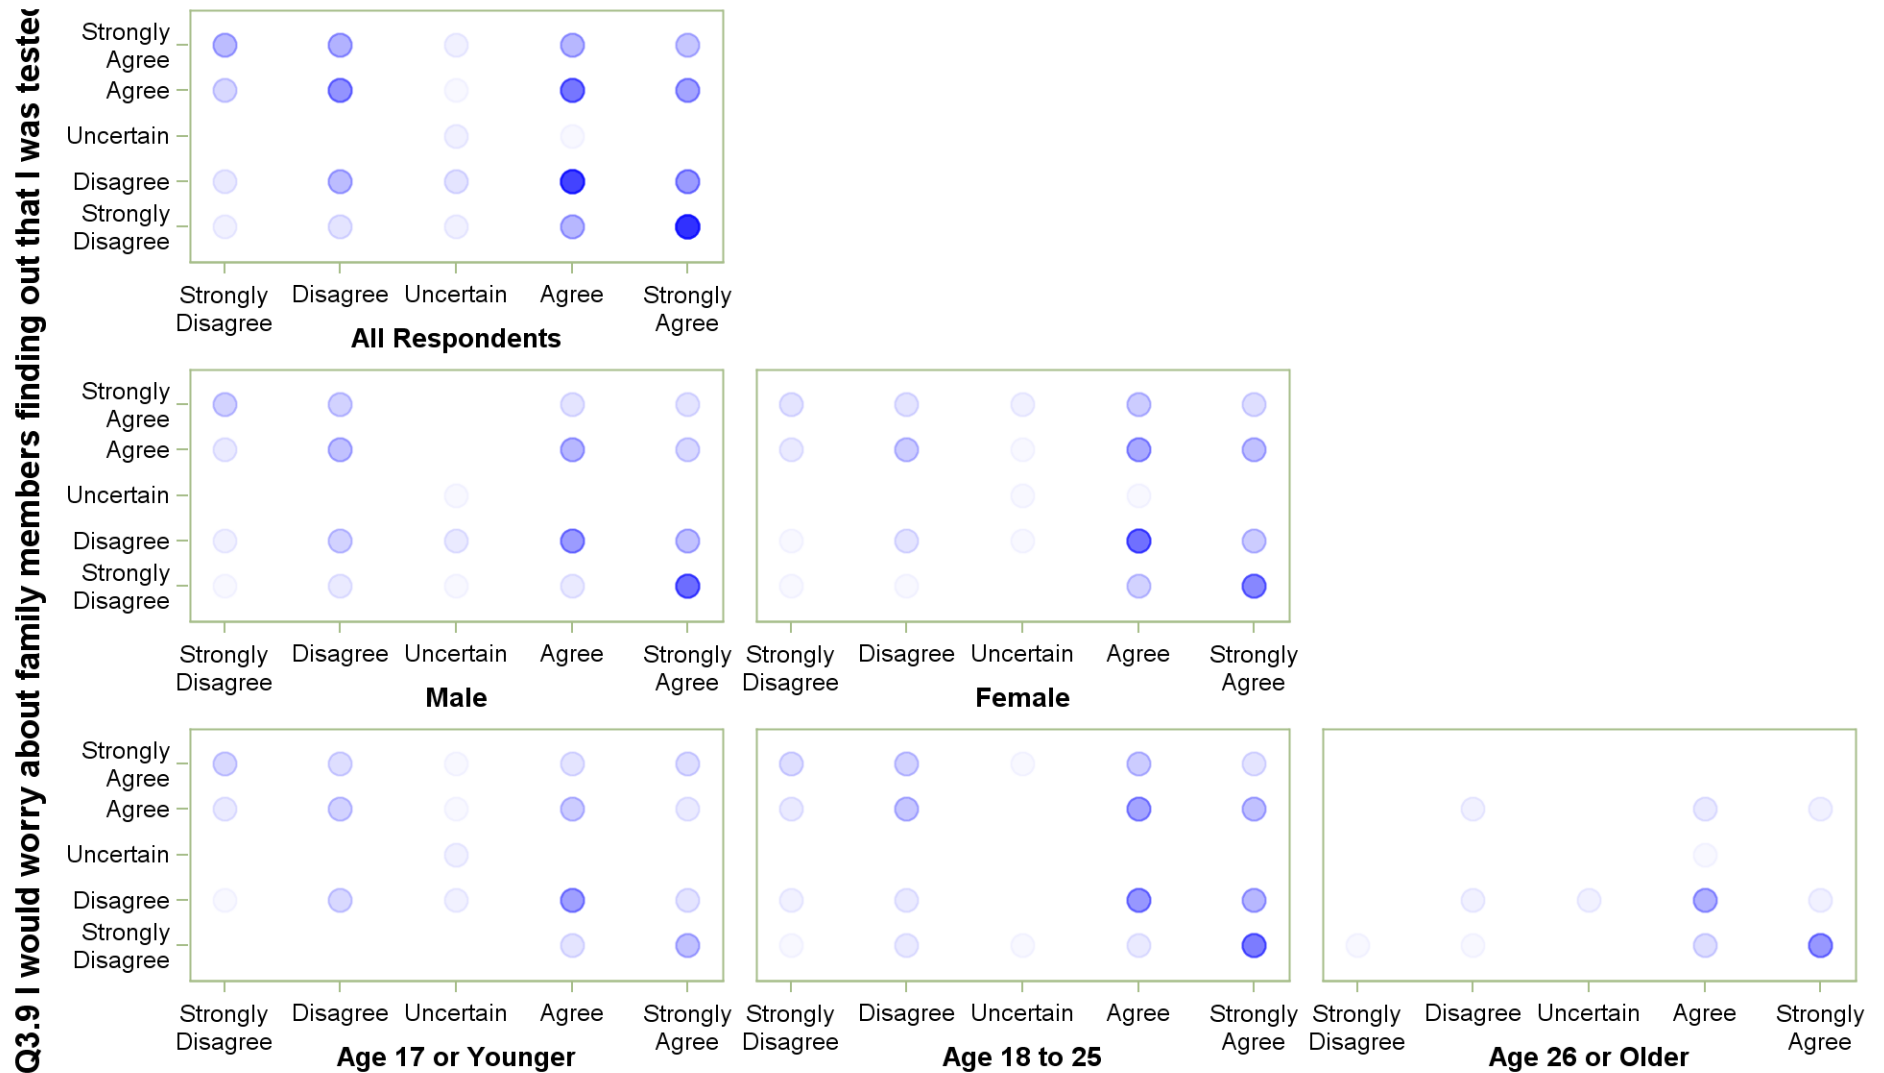 Q3.9 I would worry about family members finding out that I was tested
Strongly
Agree
Agree
Uncertain
Disagree
Strongly
Disagree
Strongly Disagree Uncertain Agree Strongly
Disagree Agree
All Respondents
Strongly
Agree
Agree
Uncertain
Disagree
Strongly
Disagree
Strongly Disagree Uncertain Agree Strongly
Disagree Agree
Male
Strongly Disagree Uncertain Agree Strongly
Disagree Agree
Female
Strongly
Agree
Agree
Uncertain
Disagree
Strongly
Disagree
Strongly Disagree Uncertain Agree Strongly
Disagree Agree
Age 17 or Younger
Strongly Disagree Uncertain Agree Strongly
Disagree Agree
Age 18 to 25
Strongly Disagree Uncertain Agree Strongly
Disagree Agree
Age 26 or Older